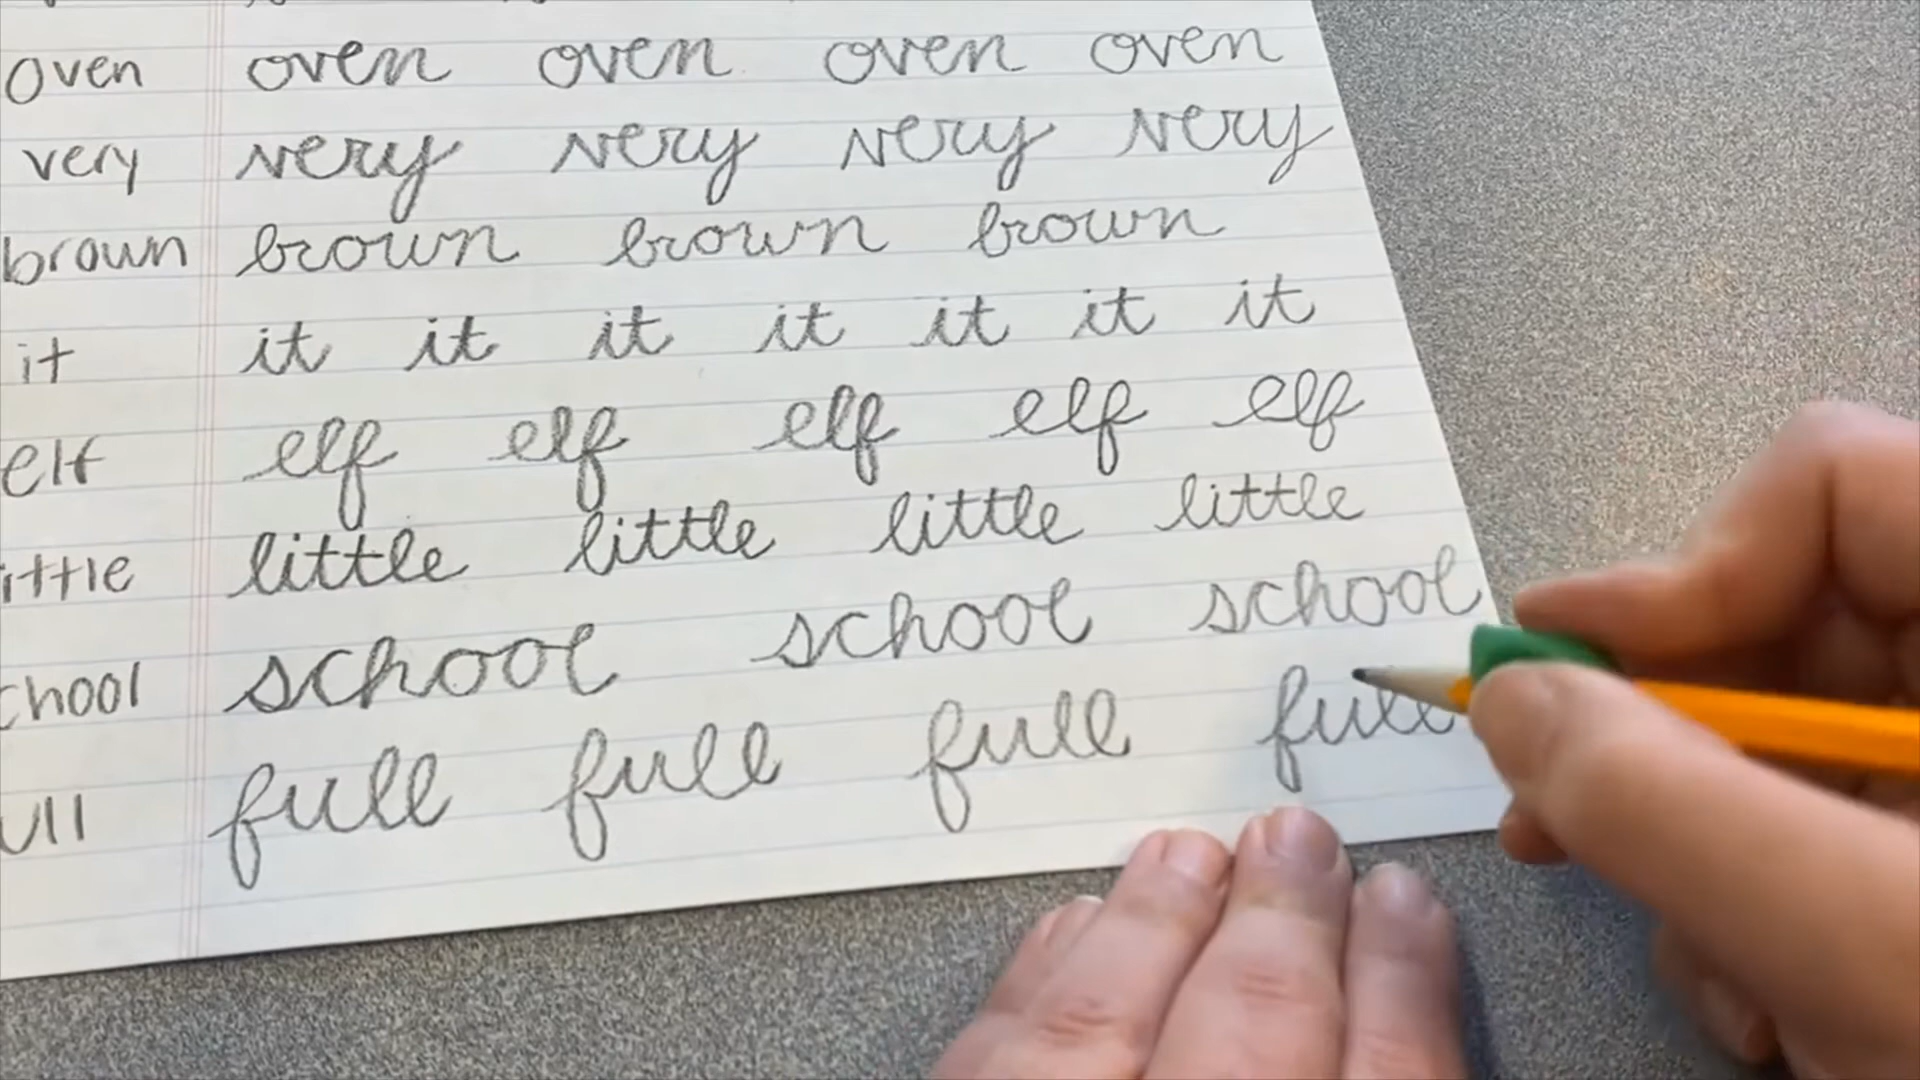 oven oven oven oven oven
very very very very very
brown brown brown brown
it it it it it it it it
elf elf elf elf elf elf
ittle little little little little
chool school school school
ull full full full full